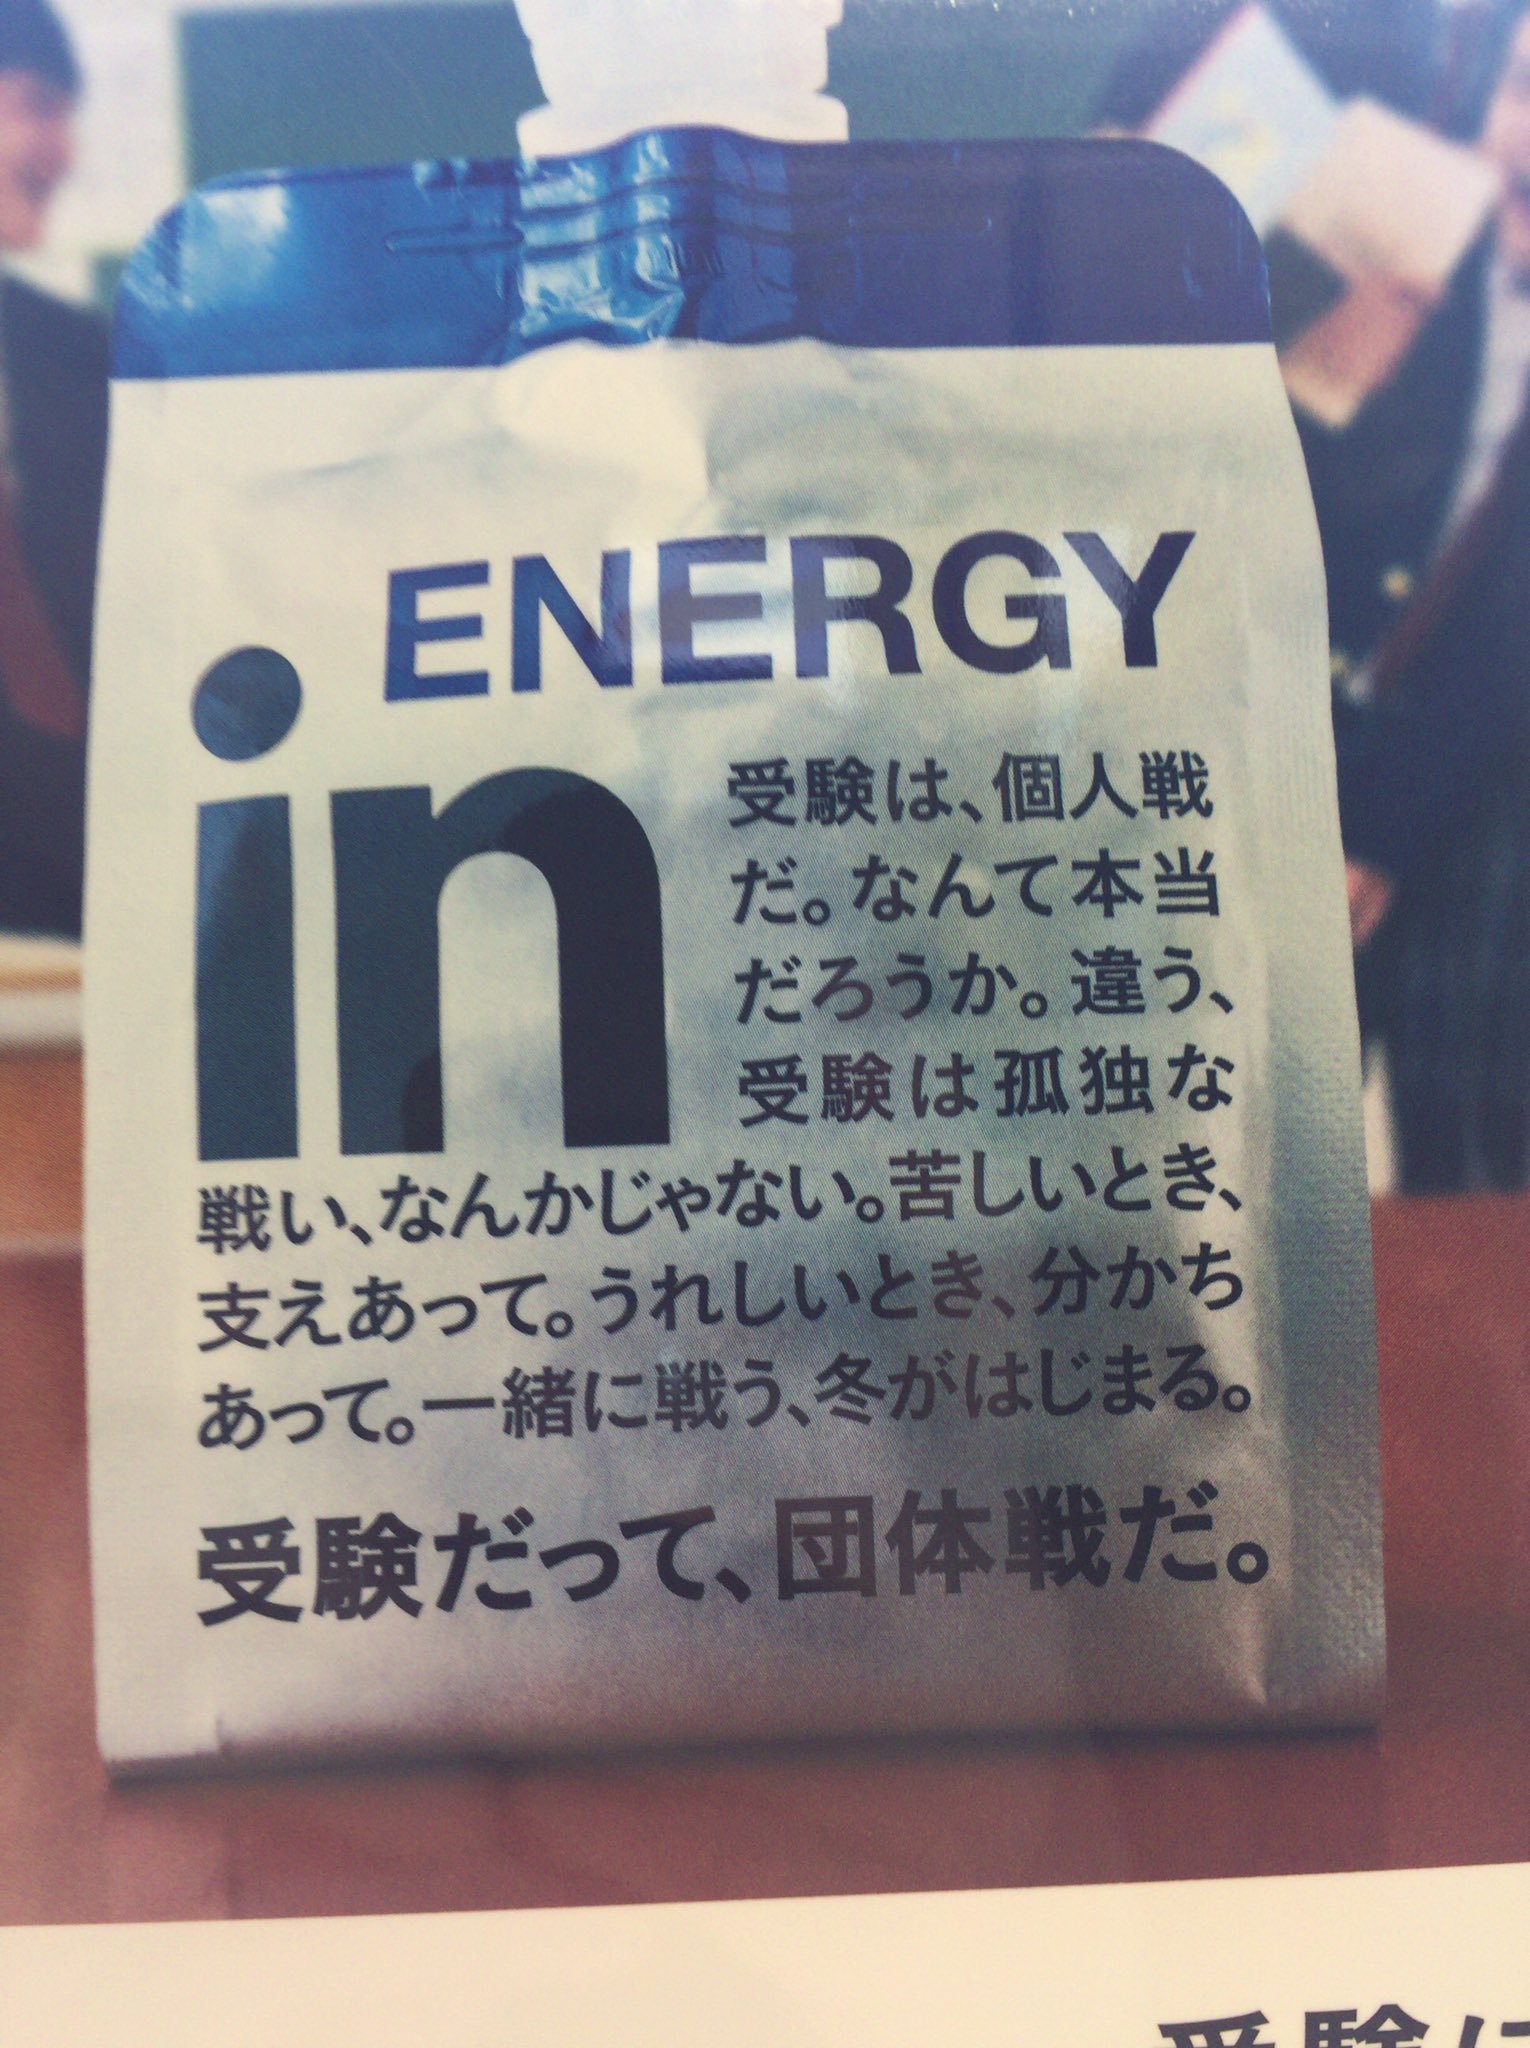 ENERGY
in
受験は、個人戦
だ。なんて本当
だろうか。違う、
受験は孤独な
戦い、なんかじゃない。苦しいとき、
支えあって。うれしいとき、分かち
あって。一緒に戦う、冬がはじまる。
受験だって、団体戦だ。
受験に